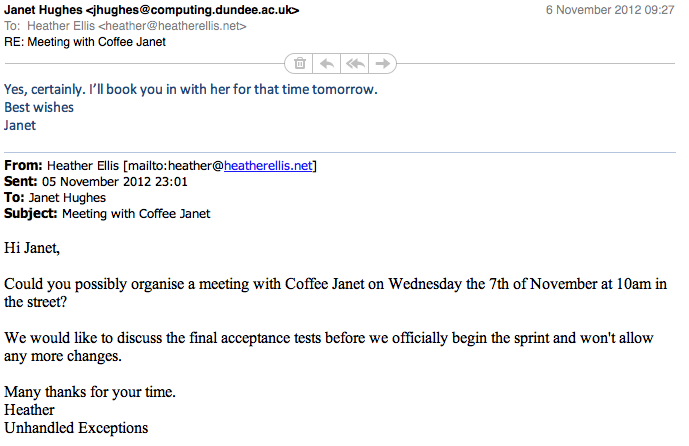 Janet Hughes <jhughes@computing.dundee.ac.uk> 6 November 2012 09:27
To: Heather Ellis <heather@heatherellis.net>
RE: Meeting with Coffee Janet
Yes, certainly. I'll book you in with her for that time tomorrow.
Best wishes
Janet
From: Heather Ellis [mailto:heather@heatherellis.net]
Sent: 05 November 2012 23:01
To: Janet Hughes
Subject: Meeting with Coffee Janet
Hi Janet,
Could you possibly organise a meeting with Coffee Janet on Wednesday the 7th of November at 10am in
the street?
We would like to discuss the final acceptance tests before we officially begin the sprint and won't allow
any more changes.
Many thanks for your time.
Heather
Unhandled Exceptions